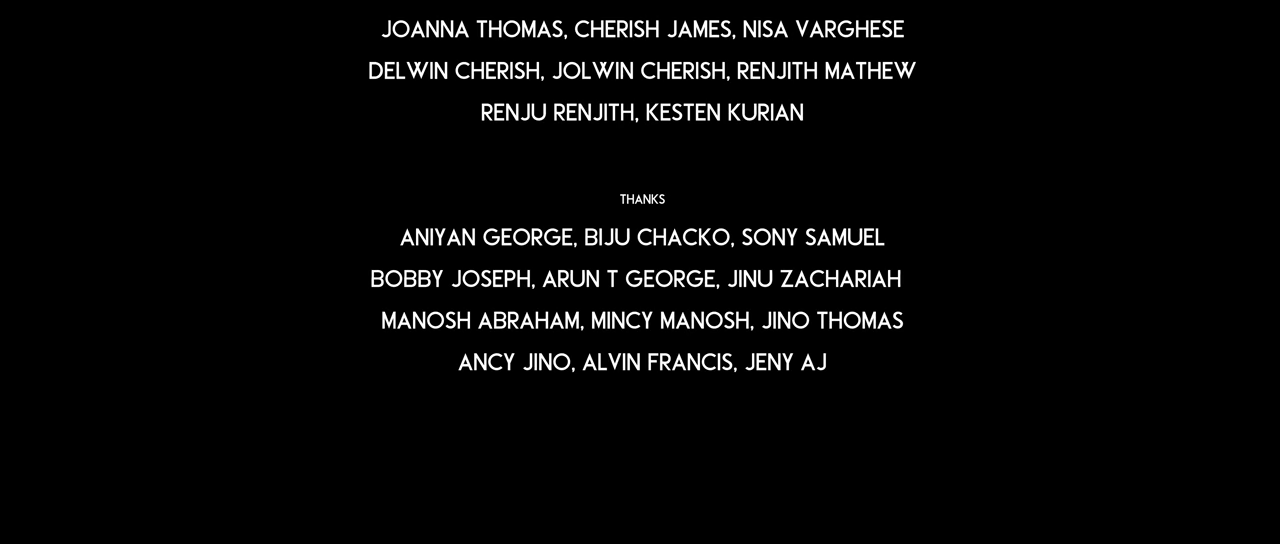 JOANNA THOMAS, CHERISH JAMES, NISA VARGHESE
DELWIN CHERISH, JOLWIN CHERISH, RENJITH MATHEW
RENJU RENJITH, KESTEN KURIAN
THANKS
ANIYAN GEORGE, BIJU CHACKO, SONY SAMUEL
BOBBY JOSEPH, ARUN T GEORGE, JINU ZACHARIAH
MANOSH ABRAHAM, MINCY MANOSH, JINO THOMAS
ANCY JINO, ALVIN FRANCIS, JENY AJ